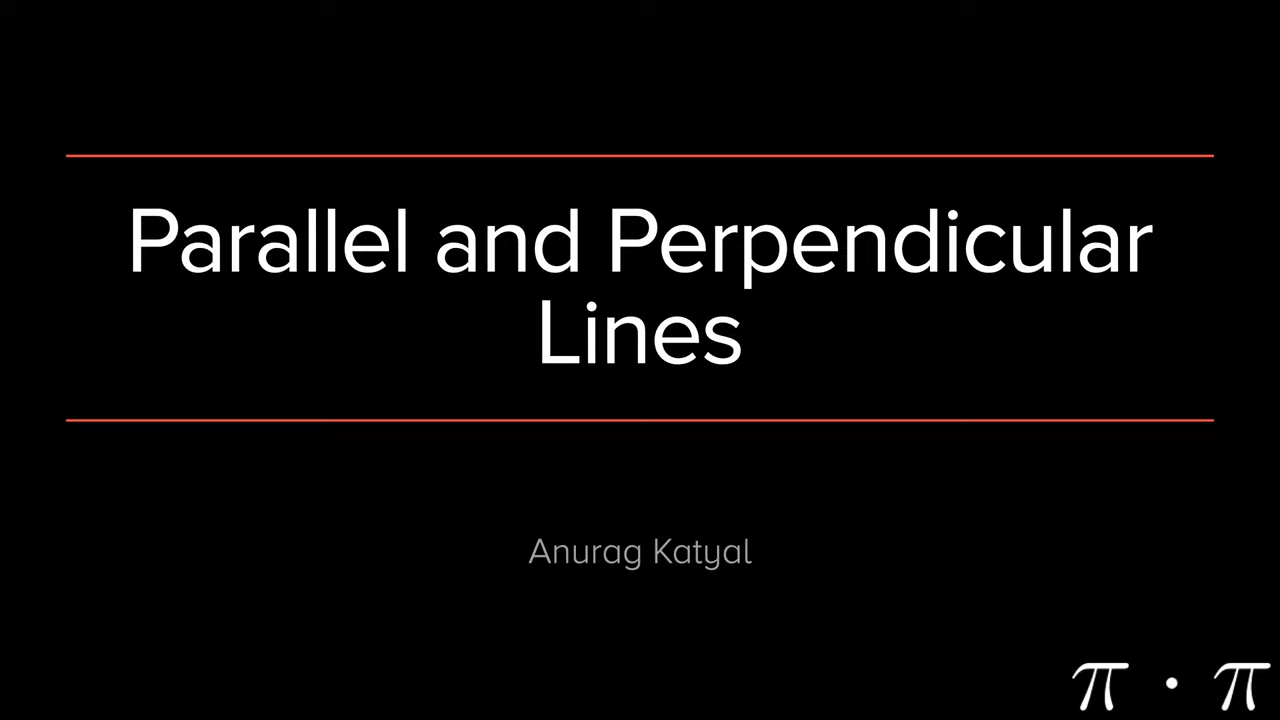 Parallel and Perpendicular
Lines
Anurag Katyal
π · π